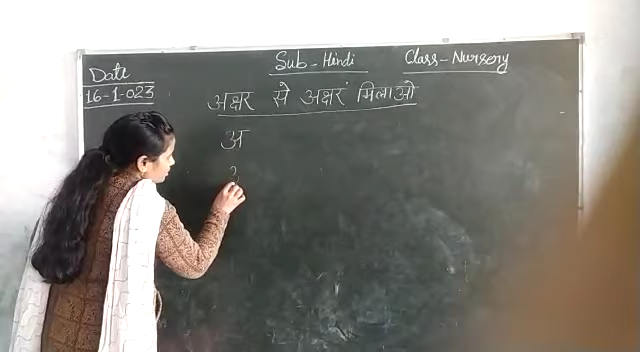 Sub - Hindi Class - Nursery
Date
16-1-023
अक्षर से अक्षरं मिलाओ
अ